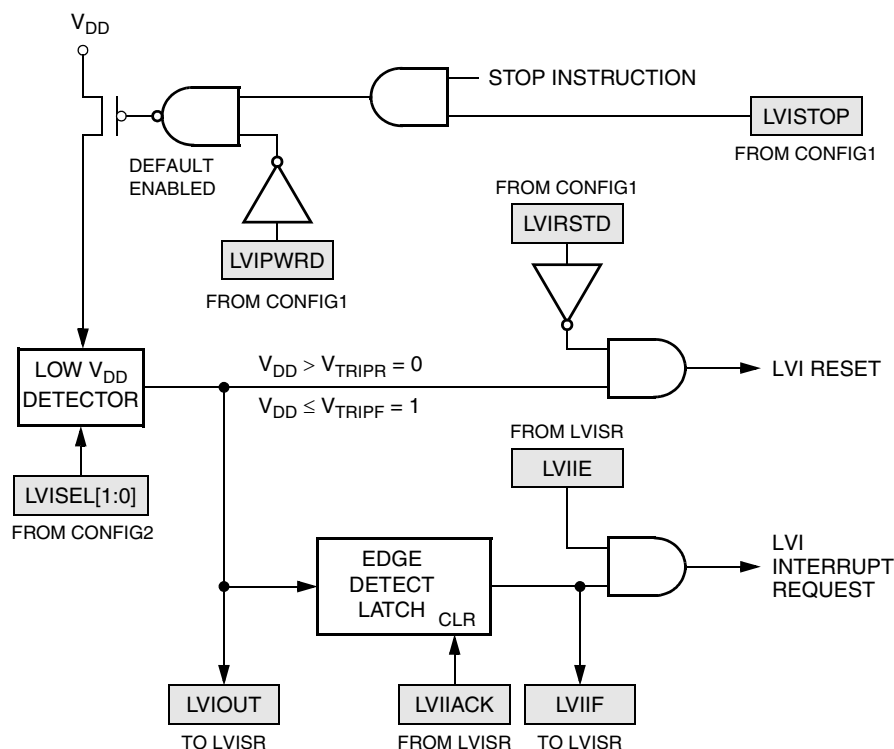 VDD
STOP INSTRUCTION
LVISTOP
FROM CONFIG1
DEFAULT
ENABLED
LVIPWRD
FROM CONFIG1
FROM CONFIG1
LVIRSTD
LOW VDD
DETECTOR
VDD > VTRIPR = 0
VDD ≤ VTRIPF = 1
LVI RESET
LVISEL[1:0]
FROM CONFIG2
FROM LVISR
LVIIE
EDGE
DETECT
LATCH
CLR
LVI
INTERRUPT
REQUEST
LVIOUT
TO LVISR
LVIIACK
FROM LVISR
LVIIF
TO LVISR